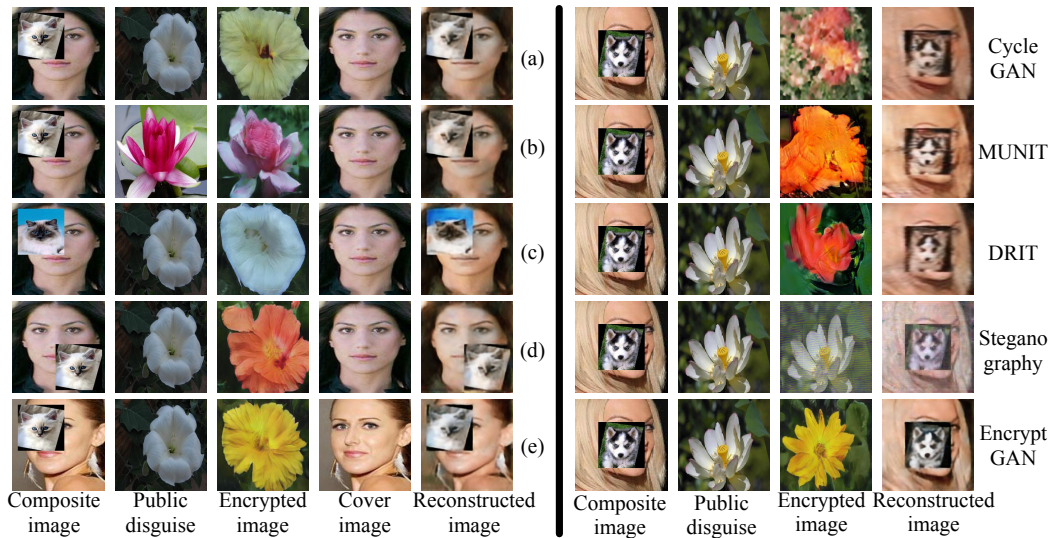 (a)
Cycle
GAN
(b)
MUNIT
(c)
DRIT
(d)
Stegano
graphy
(e)
Encrypt
GAN
Composite
image
Public
disguise
Encrypted
image
Cover
image
Reconstructed
image
Composite
image
Public
disguise
Encrypted
image
Reconstructed
image